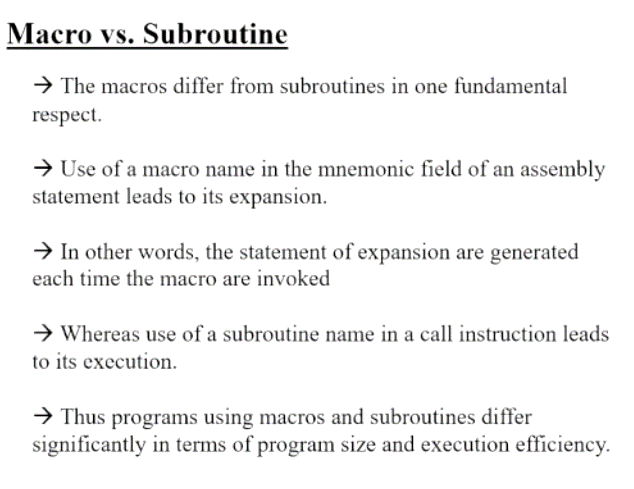 Macro vs. Subroutine
→ The macros differ from subroutines in one fundamental
respect.
→ Use of a macro name in the mnemonic field of an assembly
statement leads to its expansion.
→ In other words, the statement of expansion are generated
each time the macro are invoked
→ Whereas use of a subroutine name in a call instruction leads
to its execution.
→ Thus programs using macros and subroutines differ
significantly in terms of program size and execution efficiency.